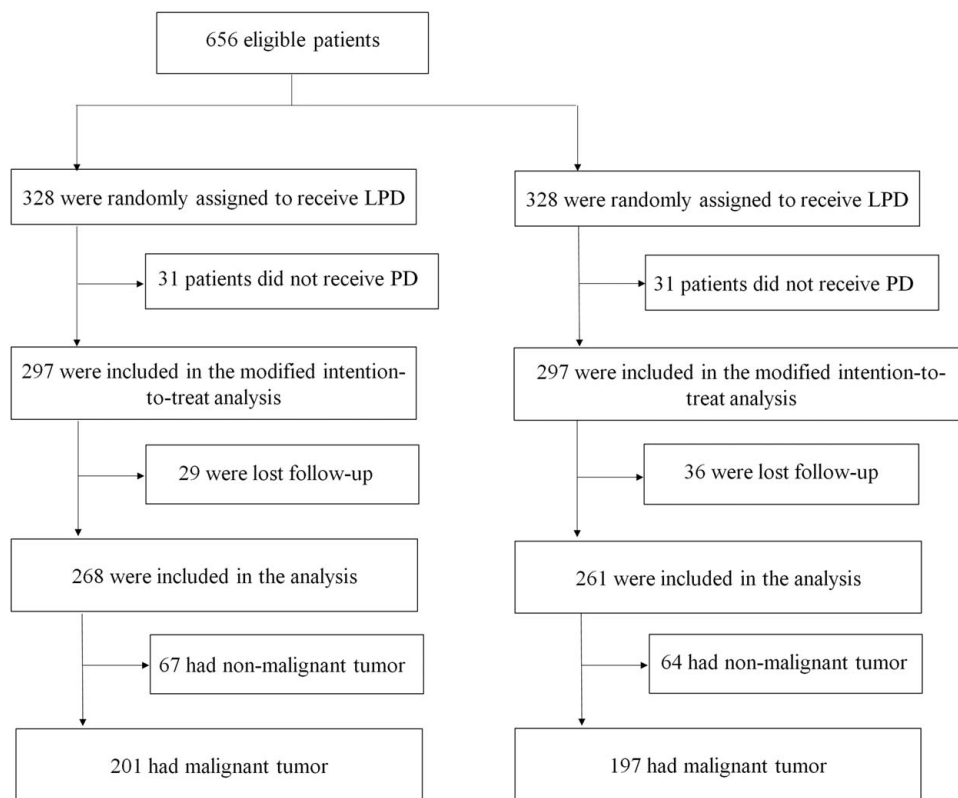 656 eligible patients
328 were randomly assigned to receive LPD
328 were randomly assigned to receive LPD
31 patients did not receive PD
31 patients did not receive PD
297 were included in the modified intention-
to-treat analysis
297 were included in the modified intention-to-
treat analysis
29 were lost follow-up
36 were lost follow-up
268 were included in the analysis
261 were included in the analysis
67 had non-malignant tumor
64 had non-malignant tumor
201 had malignant tumor
197 had malignant tumor